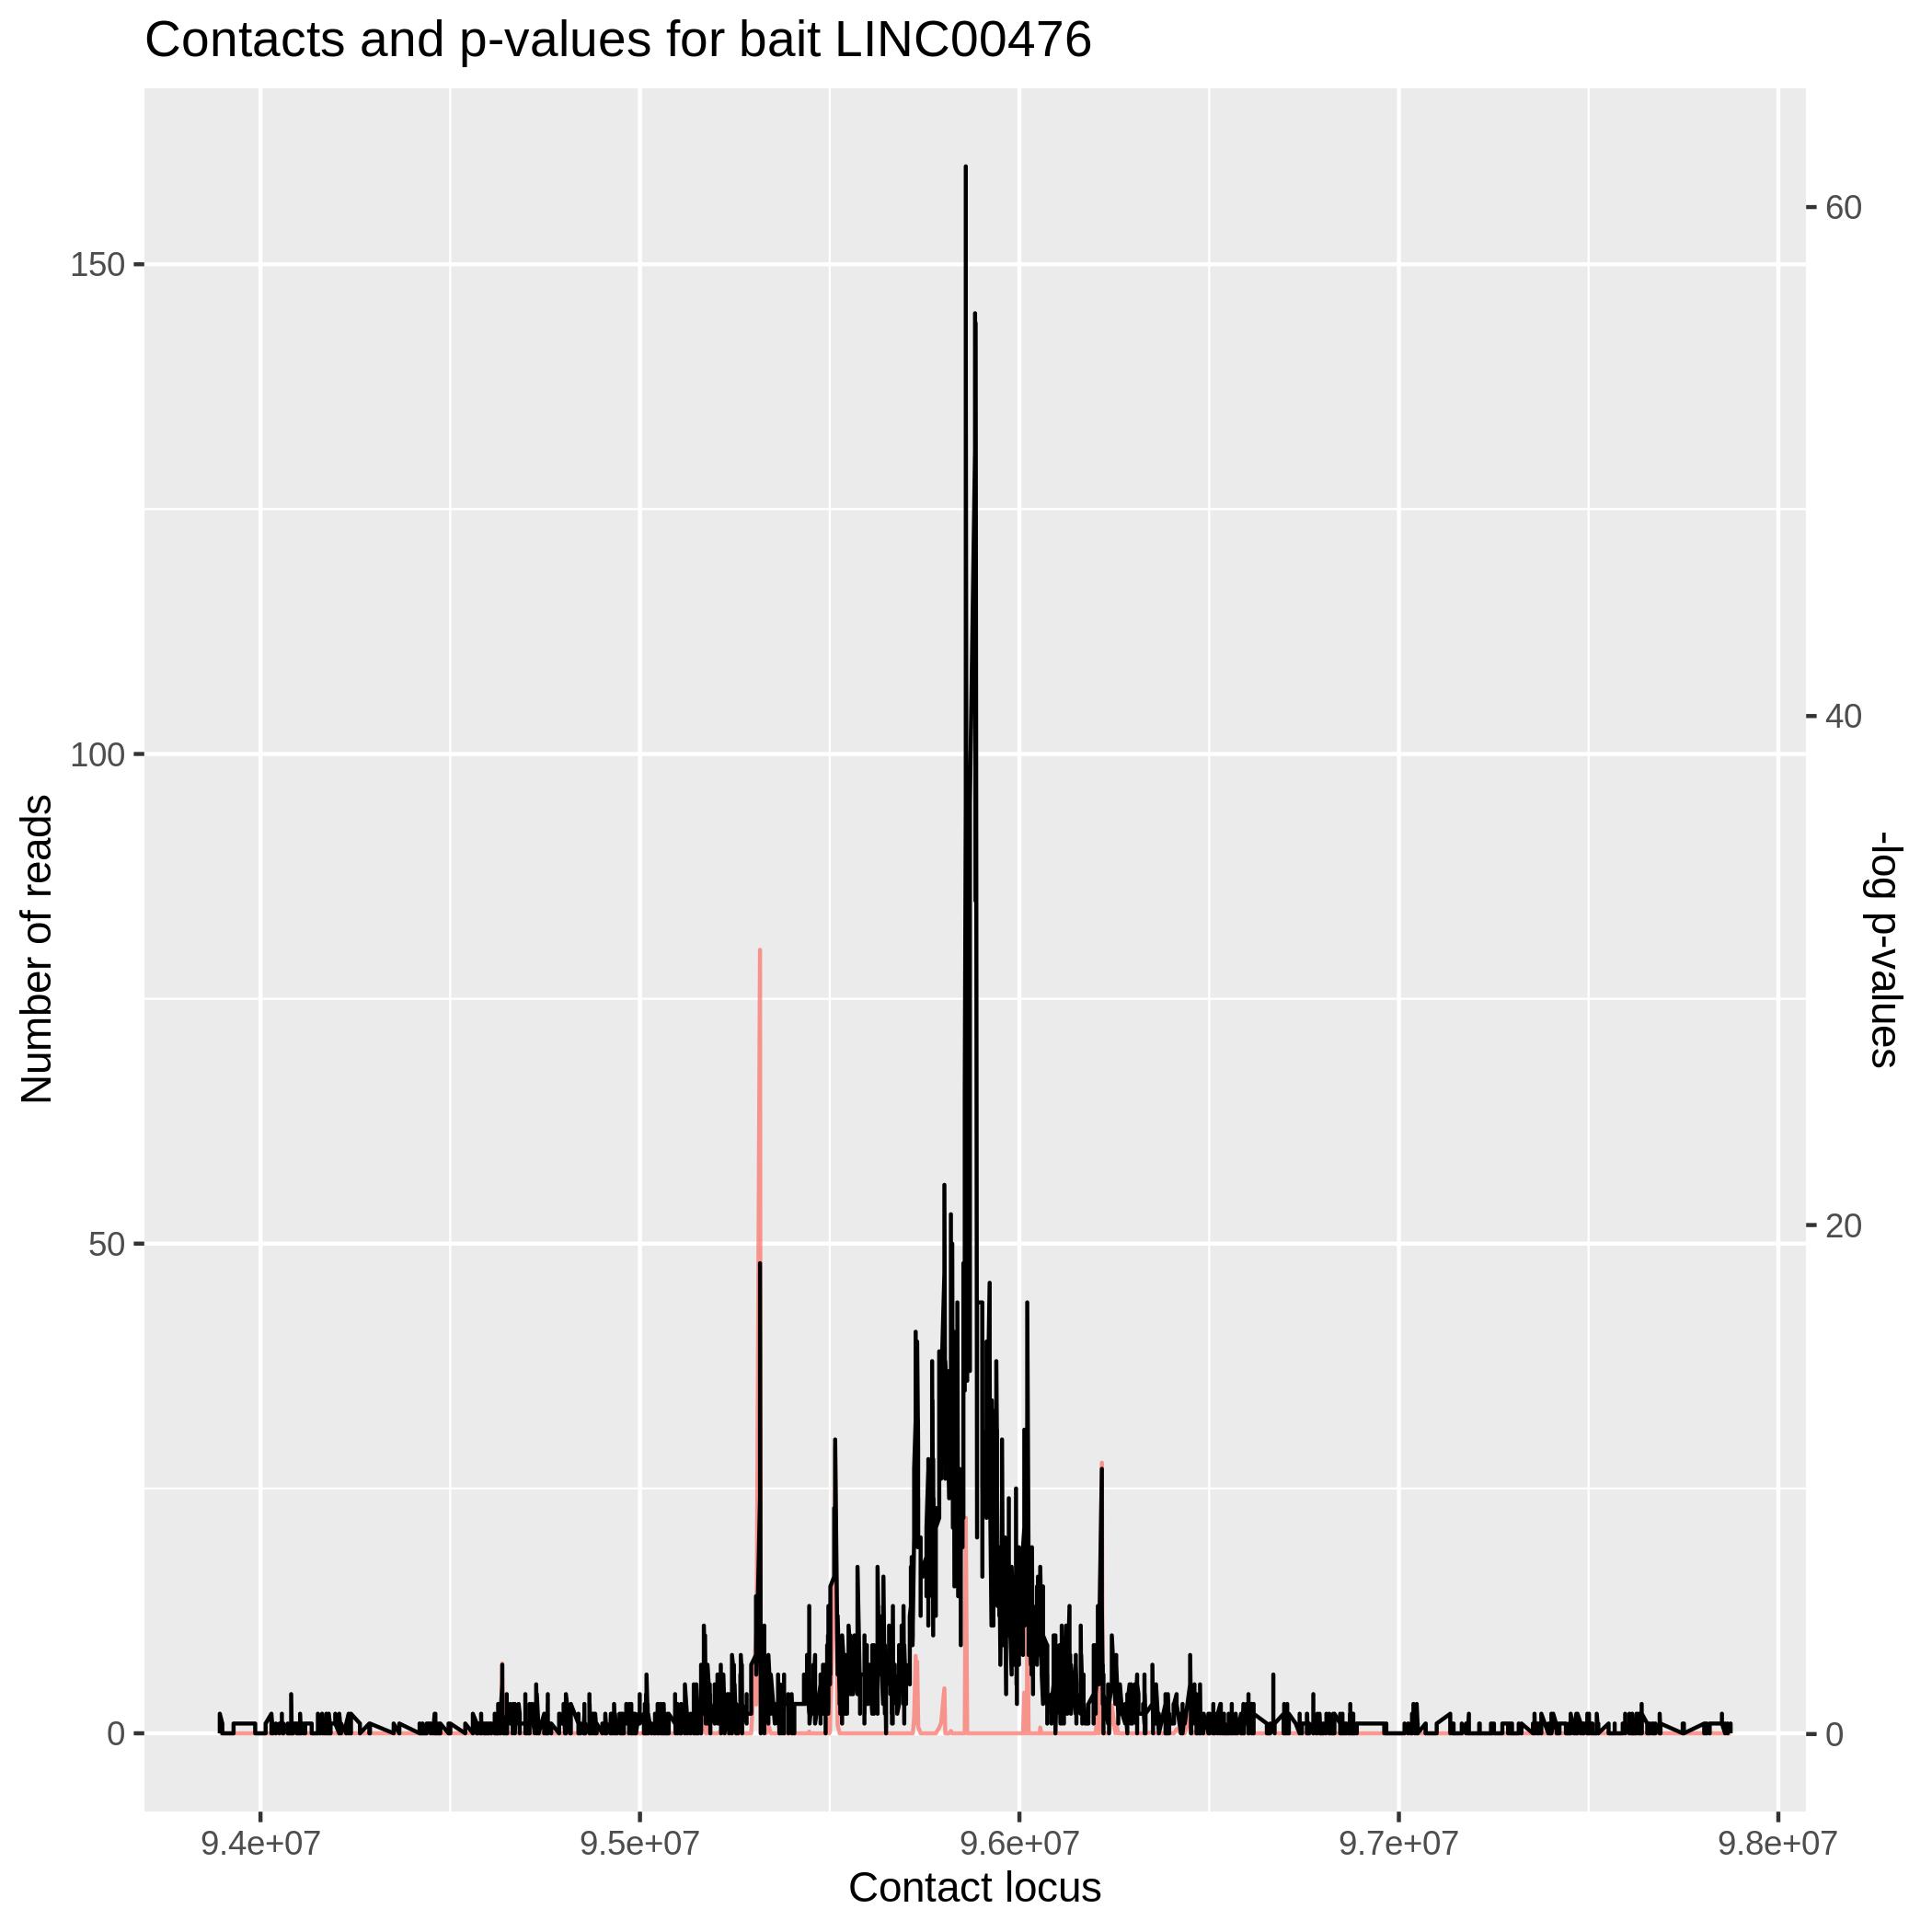 Contacts and p-values for bait LINC00476
Number of reads
150
100
50
0
60
40
20
0
-log p-values
9.4e+07
9.5e+07
9.6e+07
9.7e+07
9.8e+07
Contact locus